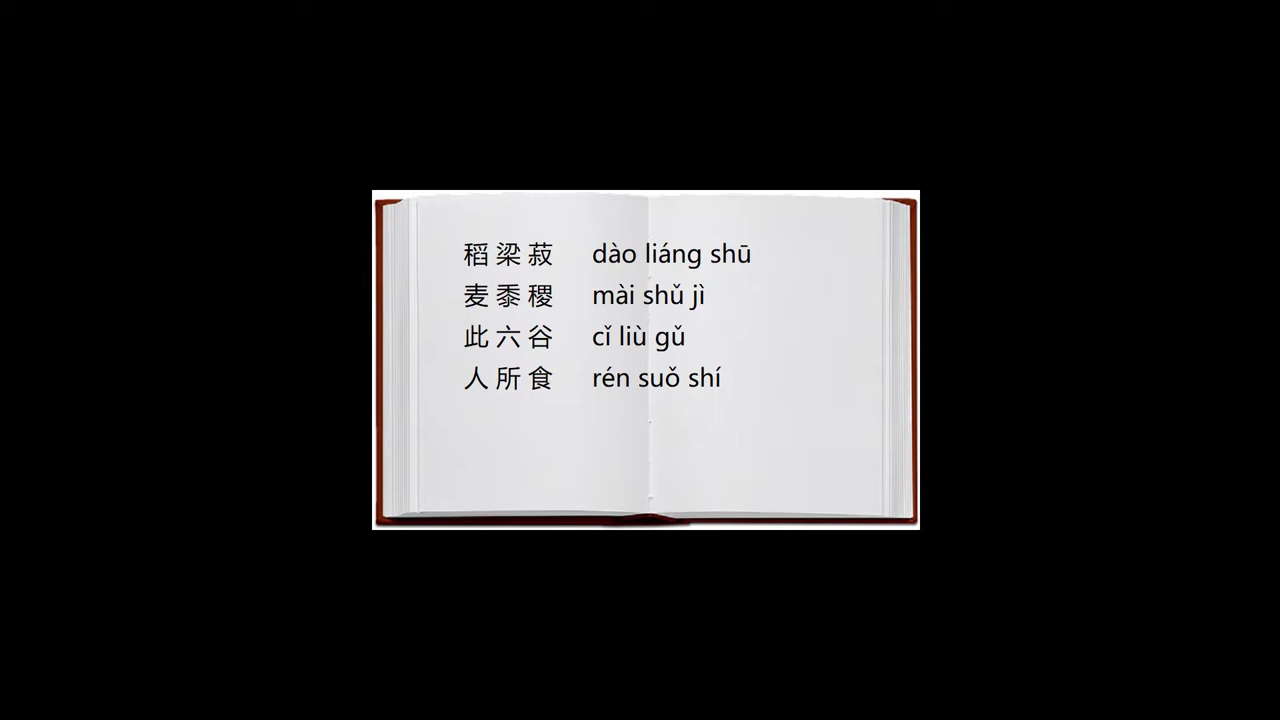 稻 梁 菽 dào liáng shū
麦 黍 稷 mài shǔ jì
此 六 谷 cǐ liù gǔ
人 所 食 rén suǒ shí